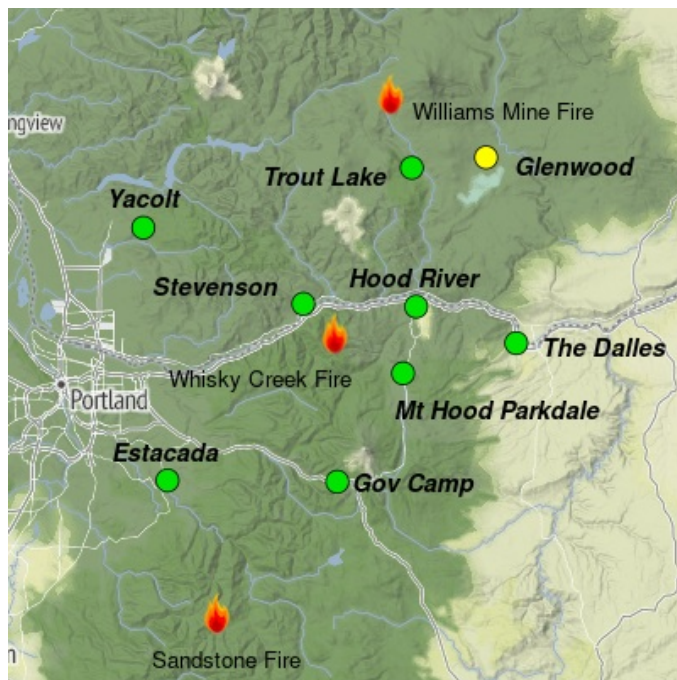 Williams Mine Fire
ngview
Trout Lake
Glenwood
Yacolt
Stevenson
Hood River
The Dalles
Whisky Creek Fire
Portland
Mt Hood Parkdale
Estacada
Gov Camp
Sandstone Fire
n